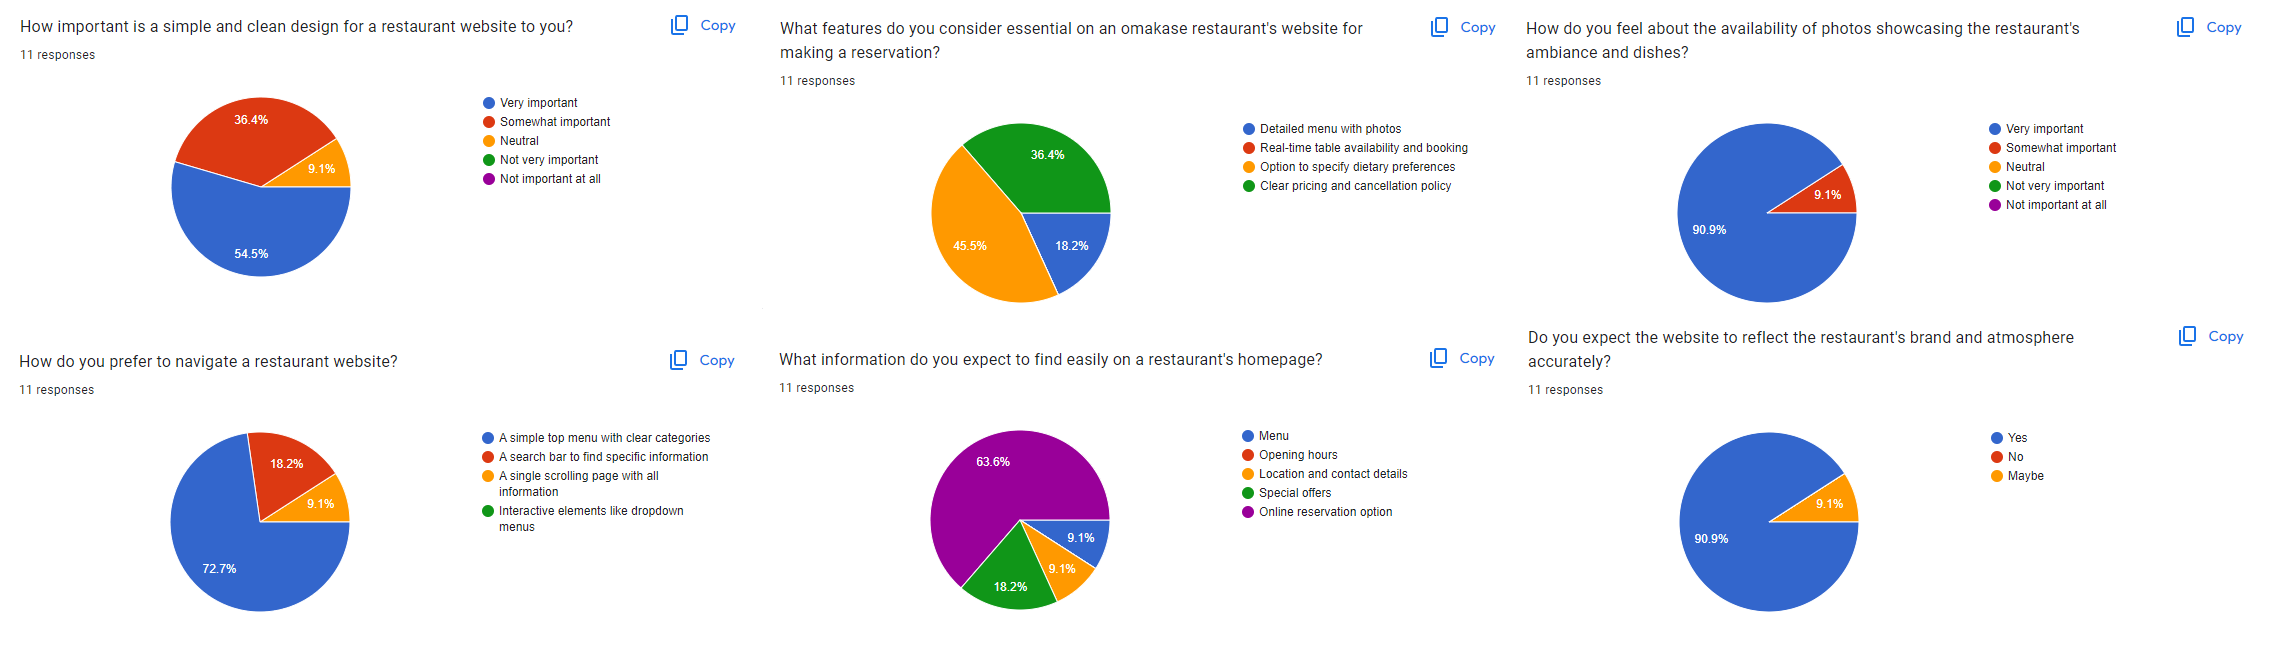 How important is a simple and clean design for a restaurant website to you?
Copy
11 responses
36.4%
9.1%
54.5%
Very important
Somewhat important
Neutral
Not very important
Not important at all
What features do you consider essential on an omakase restaurant's website for
making a reservation?
Copy
11 responses
36.4%
45.5%
18.2%
Detailed menu with photos
Real-time table availability and booking
Option to specify dietary preferences
Clear pricing and cancellation policy
How do you feel about the availability of photos showcasing the restaurant's
ambiance and dishes?
Copy
11 responses
9.1%
90.9%
Very important
Somewhat important
Neutral
Not very important
Not important at all
How do you prefer to navigate a restaurant website?
Copy
11 responses
18.2%
9.1%
72.7%
A simple top menu with clear categories
A search bar to find specific information
A single scrolling page with all
information
Interactive elements like dropdown
menus
What information do you expect to find easily on a restaurant's homepage?
Copy
11 responses
63.6%
9.1%
9.1%
18.2%
Menu
Opening hours
Location and contact details
Special offers
Online reservation option
Do you expect the website to reflect the restaurant's brand and atmosphere
accurately?
Copy
11 responses
9.1%
90.9%
Yes
No
Maybe